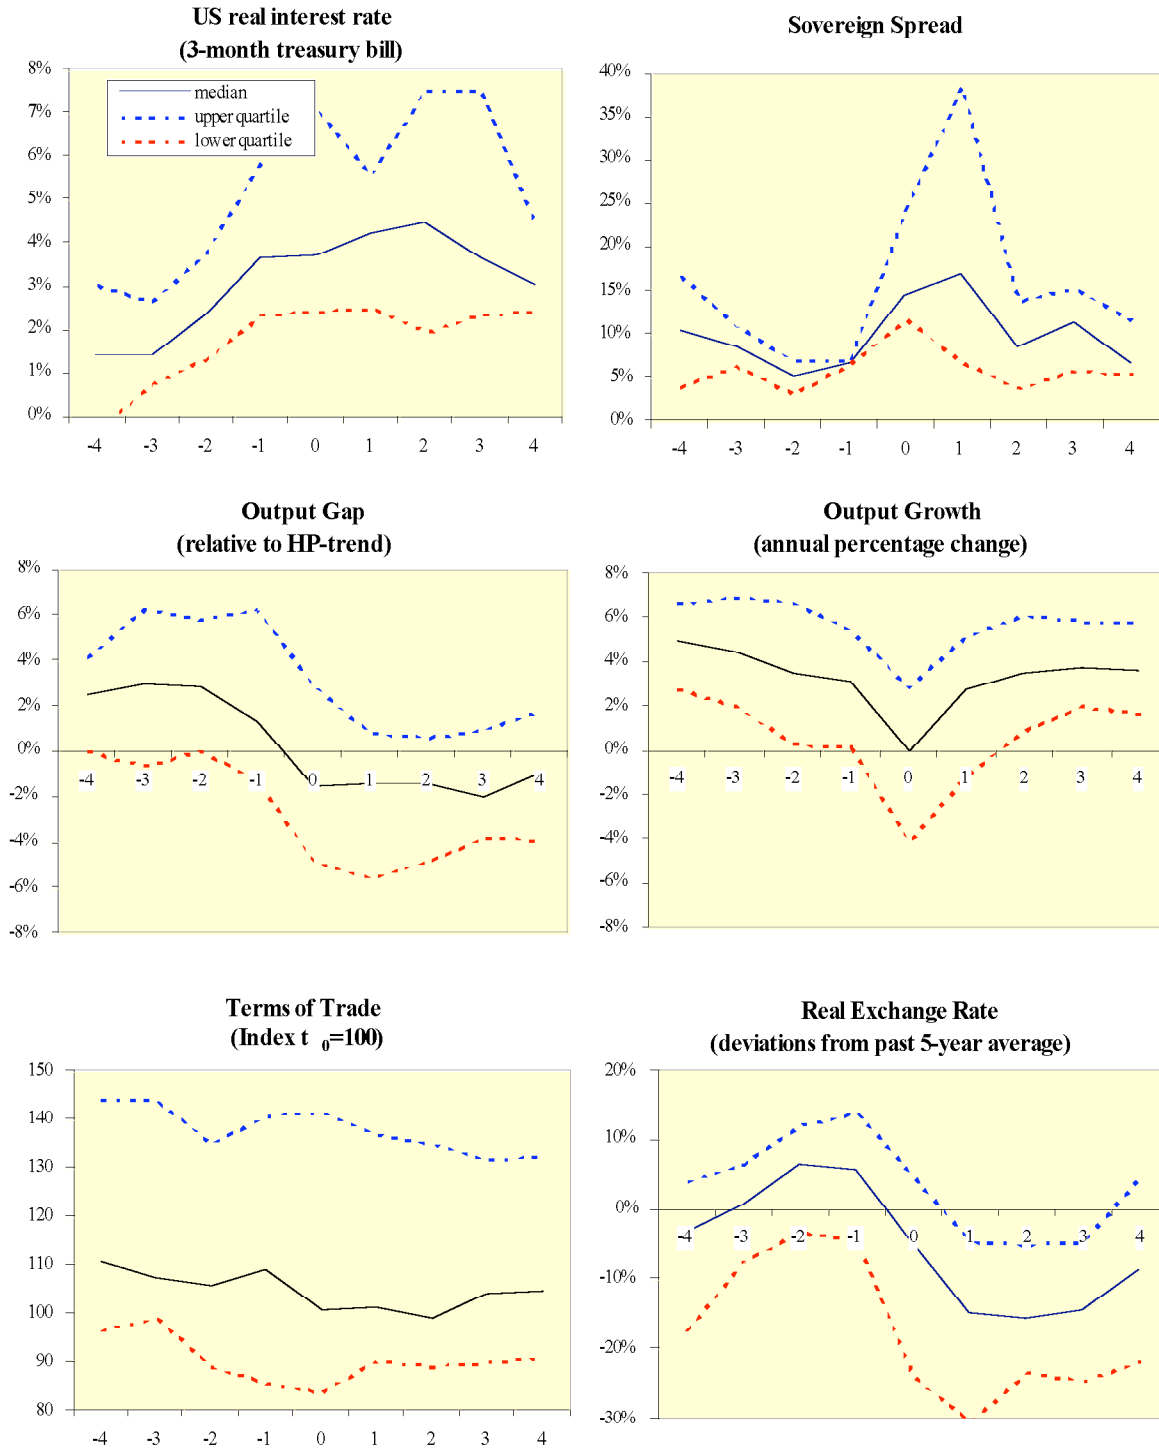 US real interest rate
(3-month treasury bill)
8%
7%
6%
5%
4%
3%
2%
1%
0%
median
upper quartile
lower quartile
-4 -3 -2 -1 0 1 2 3 4
Sovereign Spread
40%
35%
30%
25%
20%
15%
10%
5%
0%
-4 -3 -2 -1 0 1 2 3 4
Output Gap
(relative to HP-trend)
8%
6%
4%
2%
0%
-2%
-4%
-6%
-8%
-4 -3 -2 -1 0 1 2 3 4
Output Growth
(annual percentage change)
8%
6%
4%
2%
0%
-2%
-4%
-6%
-8%
-4 -3 -2 -1 0 1 2 3 4
Terms of Trade
(Index t 0=100)
150
140
130
120
110
100
90
80
-4 -3 -2 -1 0 1 2 3 4
Real Exchange Rate
(deviations from past 5-year average)
20%
10%
0%
-10%
-20%
-30%
-4 -3 -2 -1 0 1 2 3 4